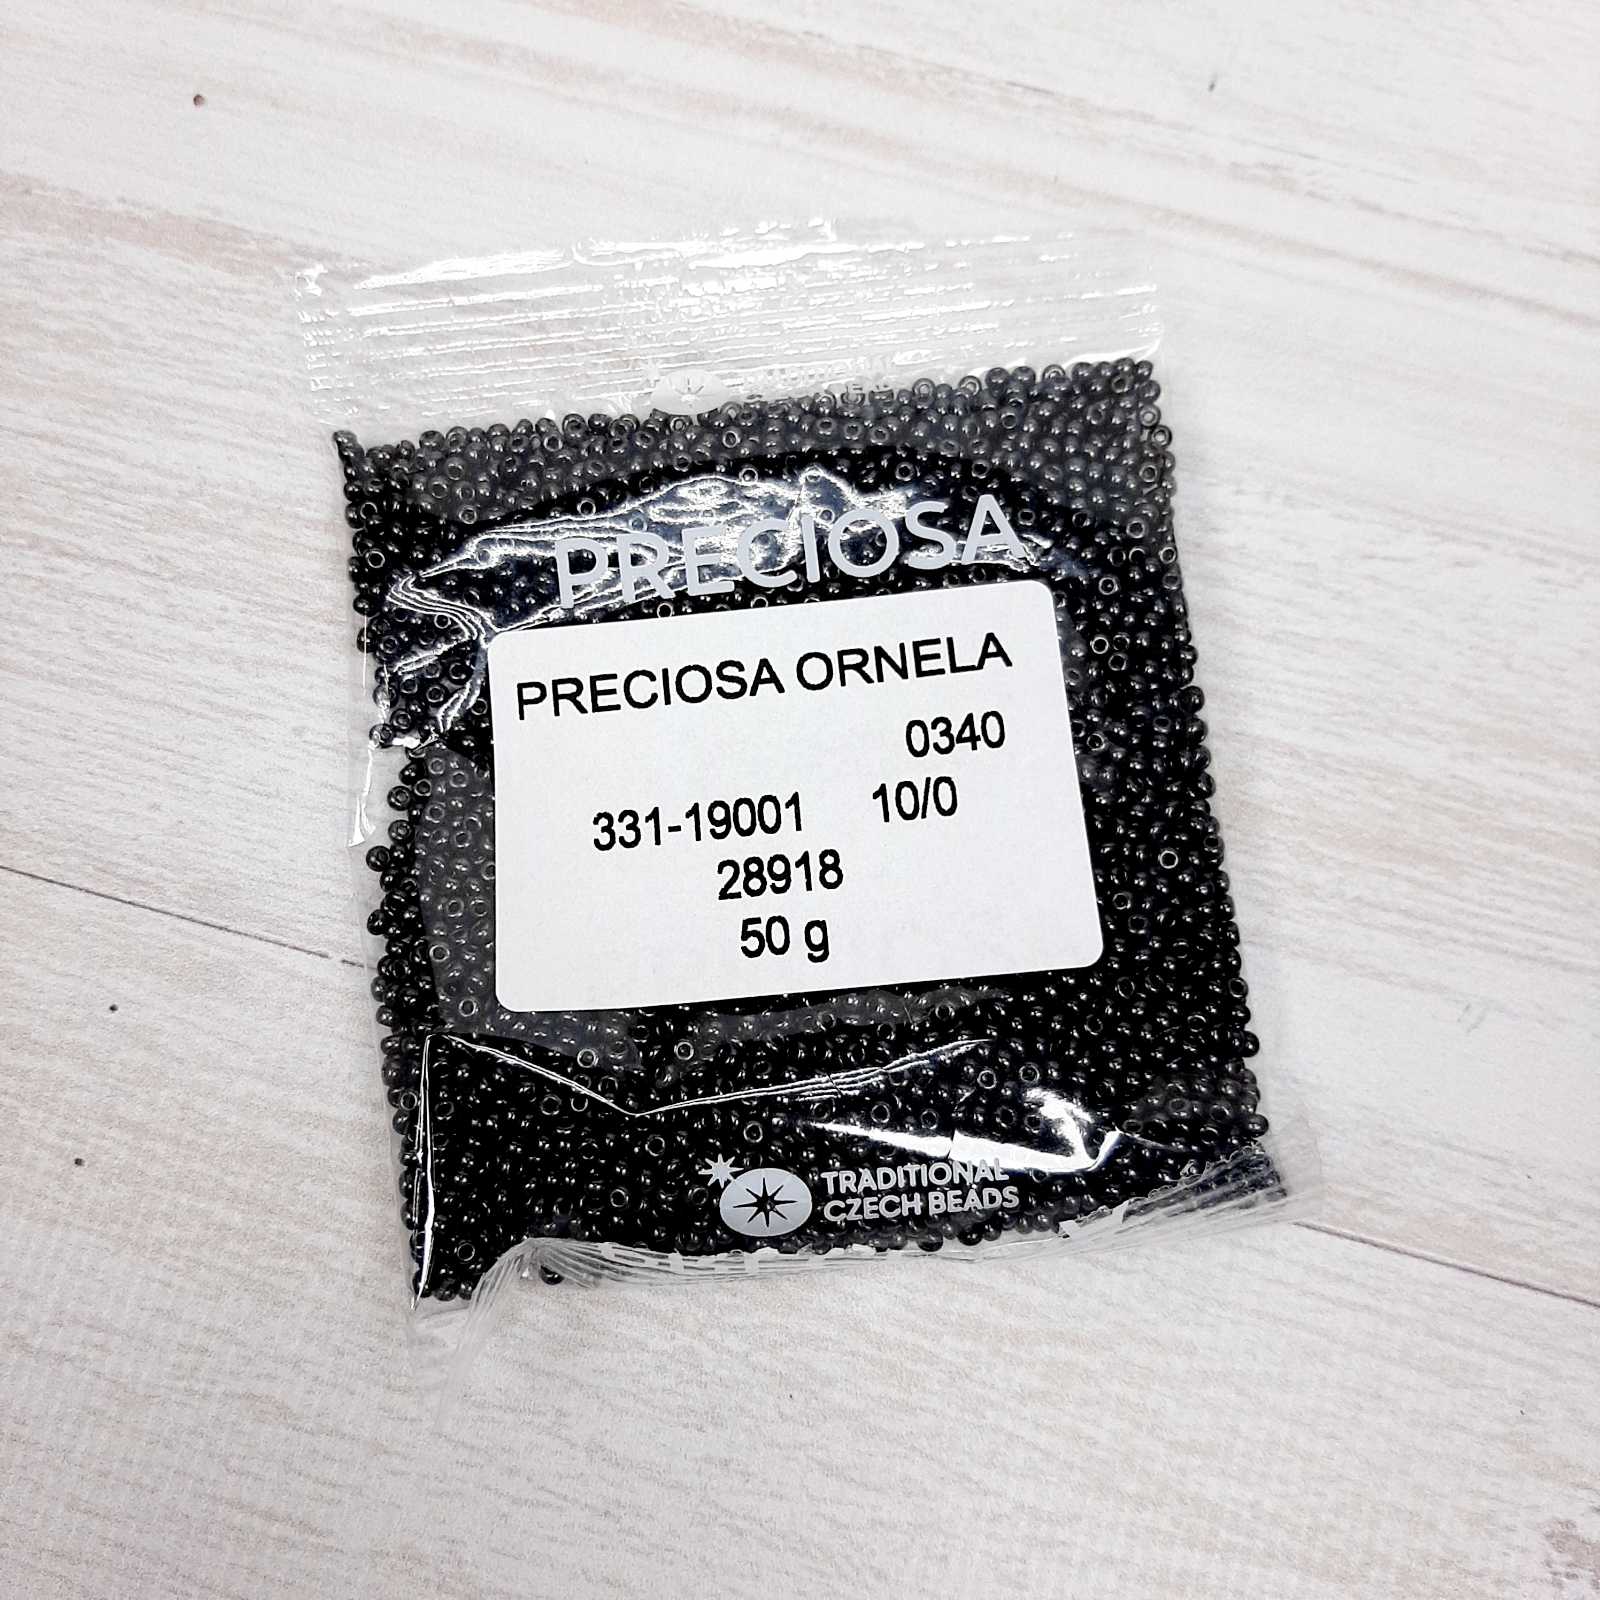 PRECIOSA
PRECIOSA ORNELA
0340
331-19001 10/0
28918
50 g
TRADITIONAL
CZECH BEADS